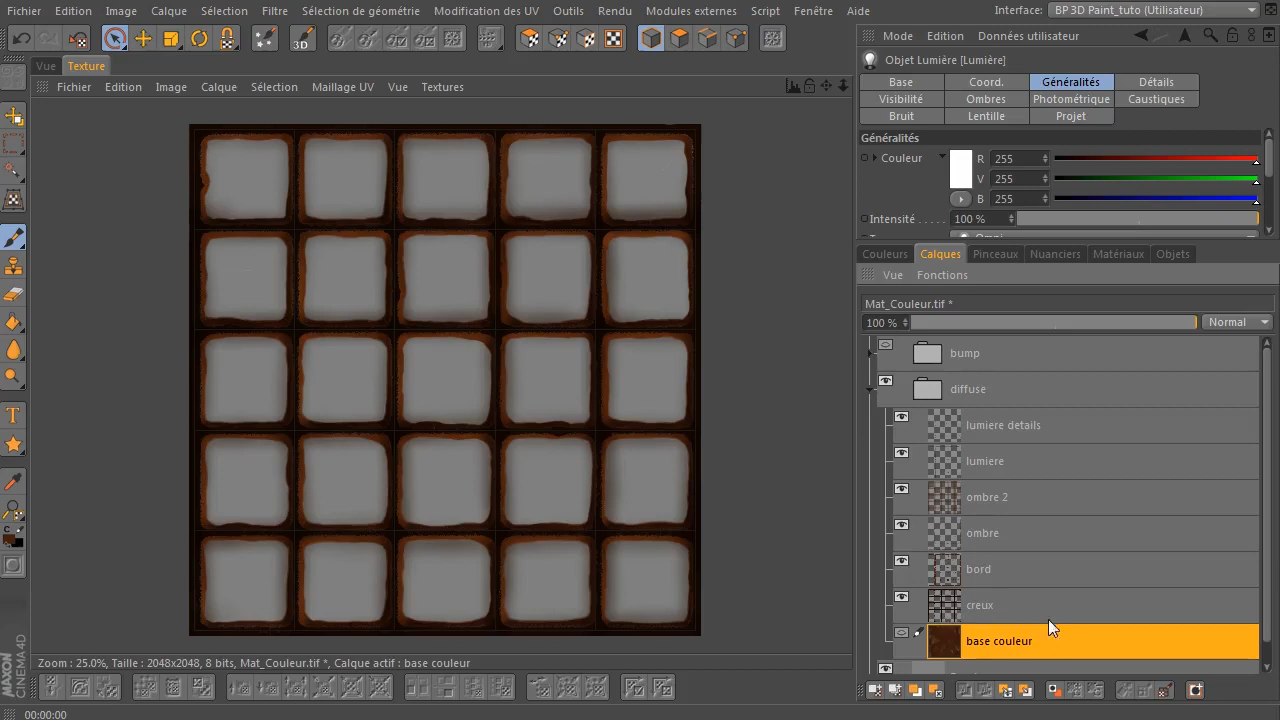 Fichier Edition Image Calque Sélection Filtre Sélection de géométrie Modification des UV Outils Rendu Modules externes Script Fenêtre Aide Interface: BP 3D Paint_tuto (Utilisateur)
3D
Mode Edition Données utilisateur
Vue Texture
Objet Lumière [Lumière]
Fichier Edition Image Calque Sélection Maillage UV Vue Textures
Base Coord. Généralités Détails
Visibilité Ombres Photométrique Caustiques
Bruit Lentille Projet
Généralités
Couleur R 255
V 255
B 255
Intensité . . . . . 100 %
Omni
Couleurs Calques Pinceaux Nuanciers Matériaux Objets
Vue Fonctions
Mat_Couleur.tif *
100 % Normal
bump
diffuse
lumiere details
lumiere
ombre 2
ombre
bord
creux
base couleur
T
C
Zoom : 25.0%, Taille : 2048x2048, 8 bits, Mat_Couleur.tif *, Calque actif : base couleur
MAXON CINEMA 4D
00:00:00